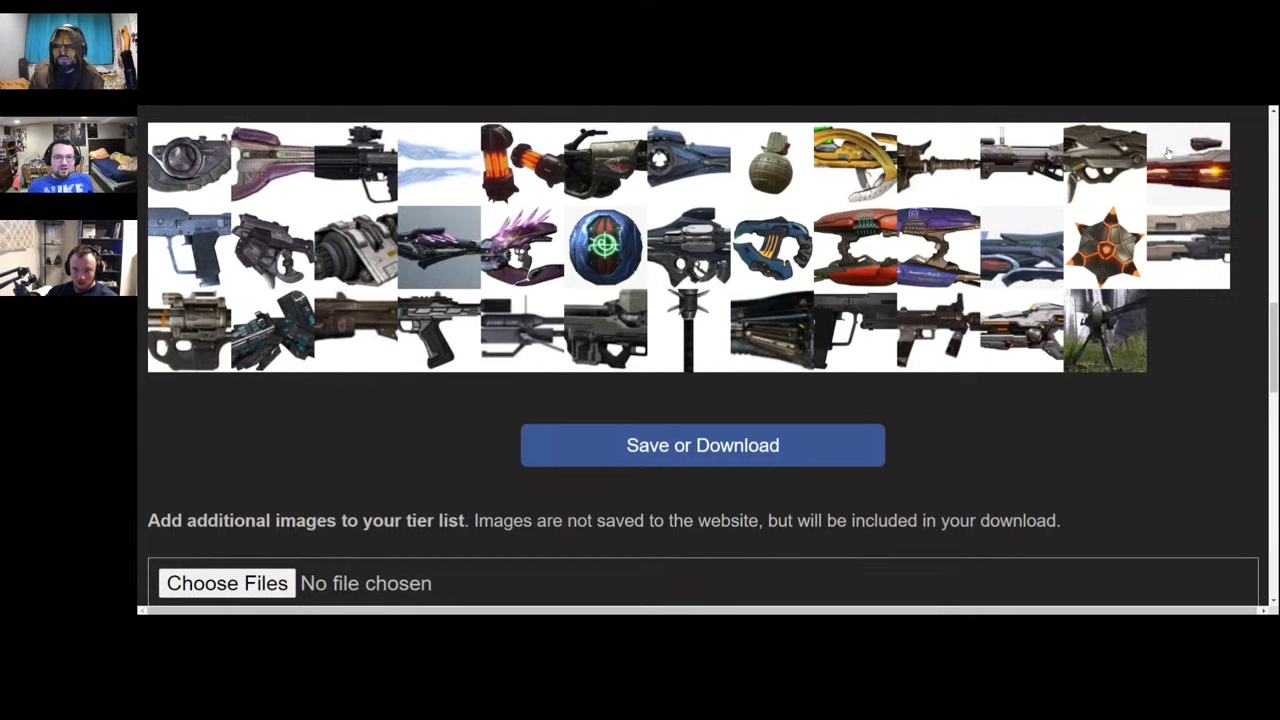 NIKE
Save or Download
Add additional images to your tier list. Images are not saved to the website, but will be included in your download.
Choose Files No file chosen